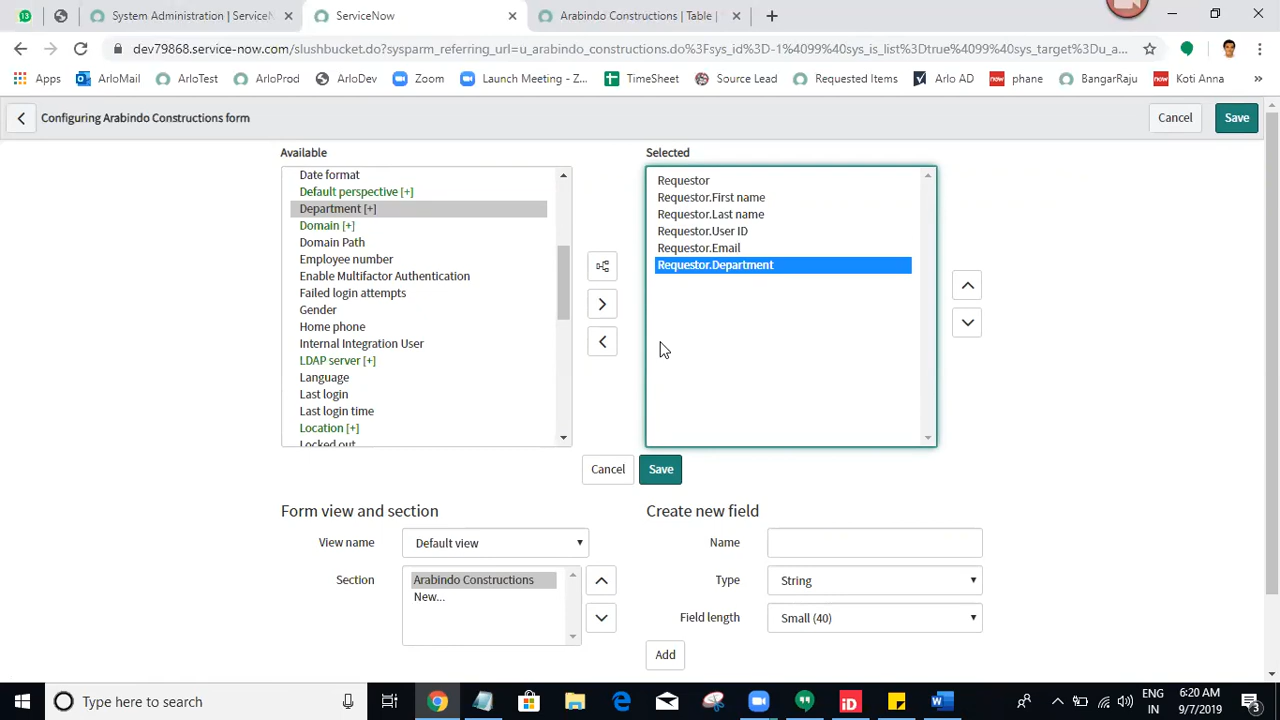 13
System Administration | ServiceN
ServiceNow
Arabindo Constructions | Table |
dev79868.service-now.com/slushbucket.do?sysparm_referring_url=u_arabindo_constructions.do%3Fsys_id%3D-1%4099%40sys_is_list%3Dtrue%4099%40sys_target%3Du_a...
Apps
ArloMail
ArloTest
ArloProd
ArloDev
Zoom
Launch Meeting - Z...
TimeSheet
Source Lead
Requested Items
Arlo AD
now
phane
BangarRaju
now
Koti Anna
»
Configuring Arabindo Constructions form
Cancel
Save
Available
Selected
Date format
Default perspective [+]
Department [+]
Domain [+]
Domain Path
Employee number
Enable Multifactor Authentication
Failed login attempts
Gender
Home phone
Internal Integration User
LDAP server [+]
Language
Last login
Last login time
Location [+]
Locked out
Requestor
Requestor.First name
Requestor.Last name
Requestor.User ID
Requestor.Email
Requestor.Department
Cancel
Save
Form view and section
View name
Default view
Section
Arabindo Constructions
New...
Create new field
Name
Type
String
Field length
Small (40)
Add
Type here to search
ENG
IN
6:20 AM
9/7/2019
3